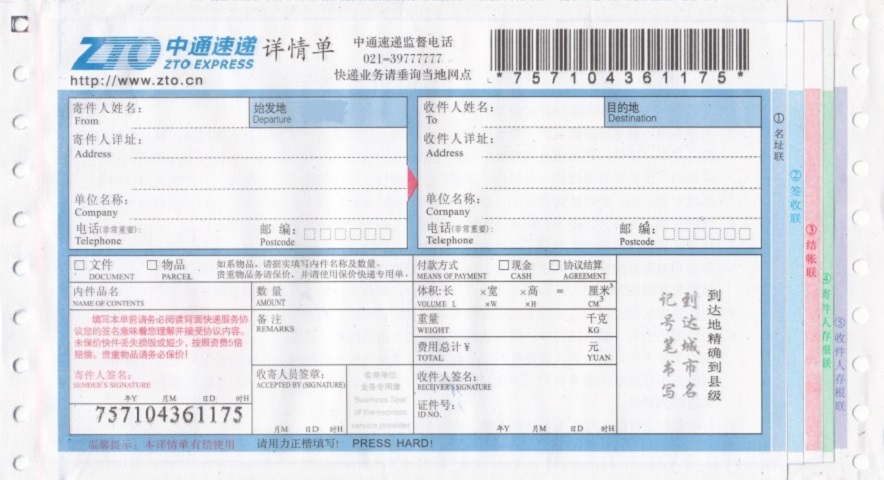 ZTO 中通速递
ZTO EXPRESS
详情单
http://www.zto.cn
中通速递监督电话
021-39777777
快递业务请垂询当地网点
*757104361175*
寄件人姓名:
From
始发地
Departure
寄件人详址:
Address
单位名称:
Company
电话(非常重要):
Telephone
邮 编:
Postcode
收件人姓名:
To
目的地
Destination
收件人详址:
Address
单位名称:
Company
电话(非常重要):
Telephone
邮 编:
Postcode
文件
DOCUMENT
物品
PARCEL
如系物品,请据实填写内件名称及数量。
贵重物品务请保价,并请使用保价快递专用单。
付款方式
MEANS OF PAYMENT
现金
CASH
协议结算
AGREEMENT
内件品名
NAME OF CONTENTS
数 量
AMOUNT
体积:长 ×宽 ×高 = 厘米³
VOLUME L ×W ×H CM³
填写本单前请务必阅读背面快递服务协
议您的签名意味着您理解并接受协议内容。
未保价快件丢失损毁或短少,按照资费5倍
赔偿。贵重物品请务必保价!
备 注
REMARKS
重量 千克
WEIGHT KG
费用总计¥ 元
TOTAL YUAN
寄件人签名:
SENDER'S SIGNATURE
年Y 月M 日D 时H
757104361175
收寄人员签章:
ACCEPTED BY (SIGNATURE)
月M 日D 时H
收寄单位
业务专用章
Business Seal
of the express
service provider
收件人签名:
RECEIVER'S SIGNATURE
证件号:
ID NO.
年Y 月M 日D 时H
到达地精确到县级
到达城市名
记号笔书写
温馨提示:本详情单有偿使用
请用力正楷填写! PRESS HARD!
①名址联
②签收联
③结帐联
④寄件人存根联
⑤收件人存根联